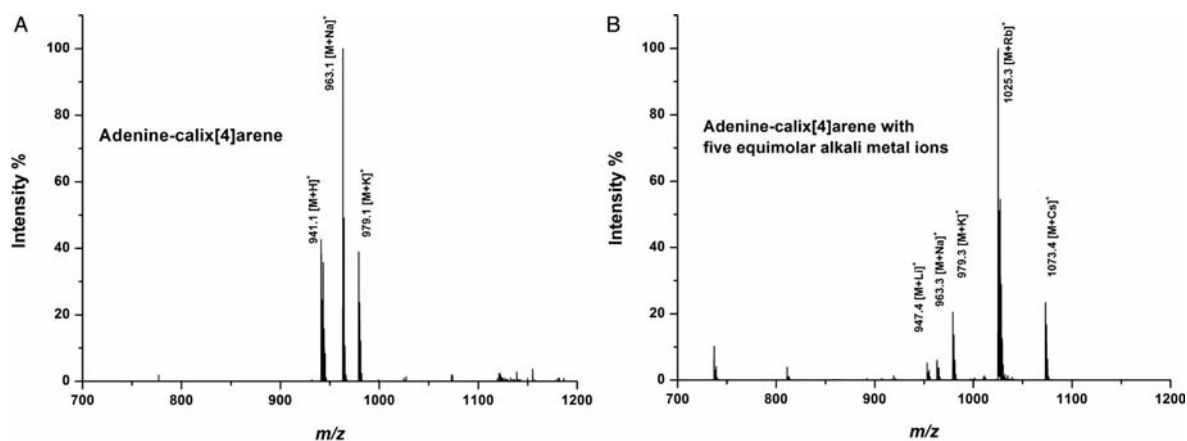 A
Intensity %
100
80
60
40
20
0
Adenine-calix[4]arene
941.1 [M+H]+
963.1 [M+Na]+
979.1 [M+K]+
700
800
900
1000
1100
1200
m/z
B
Intensity %
100
80
60
40
20
0
Adenine-calix[4]arene with
five equimolar alkali metal ions
947.4 [M+Li]+
963.3 [M+Na]+
979.3 [M+K]+
1025.3 [M+Rb]+
1073.4 [M+Cs]+
700
800
900
1000
1100
1200
m/z